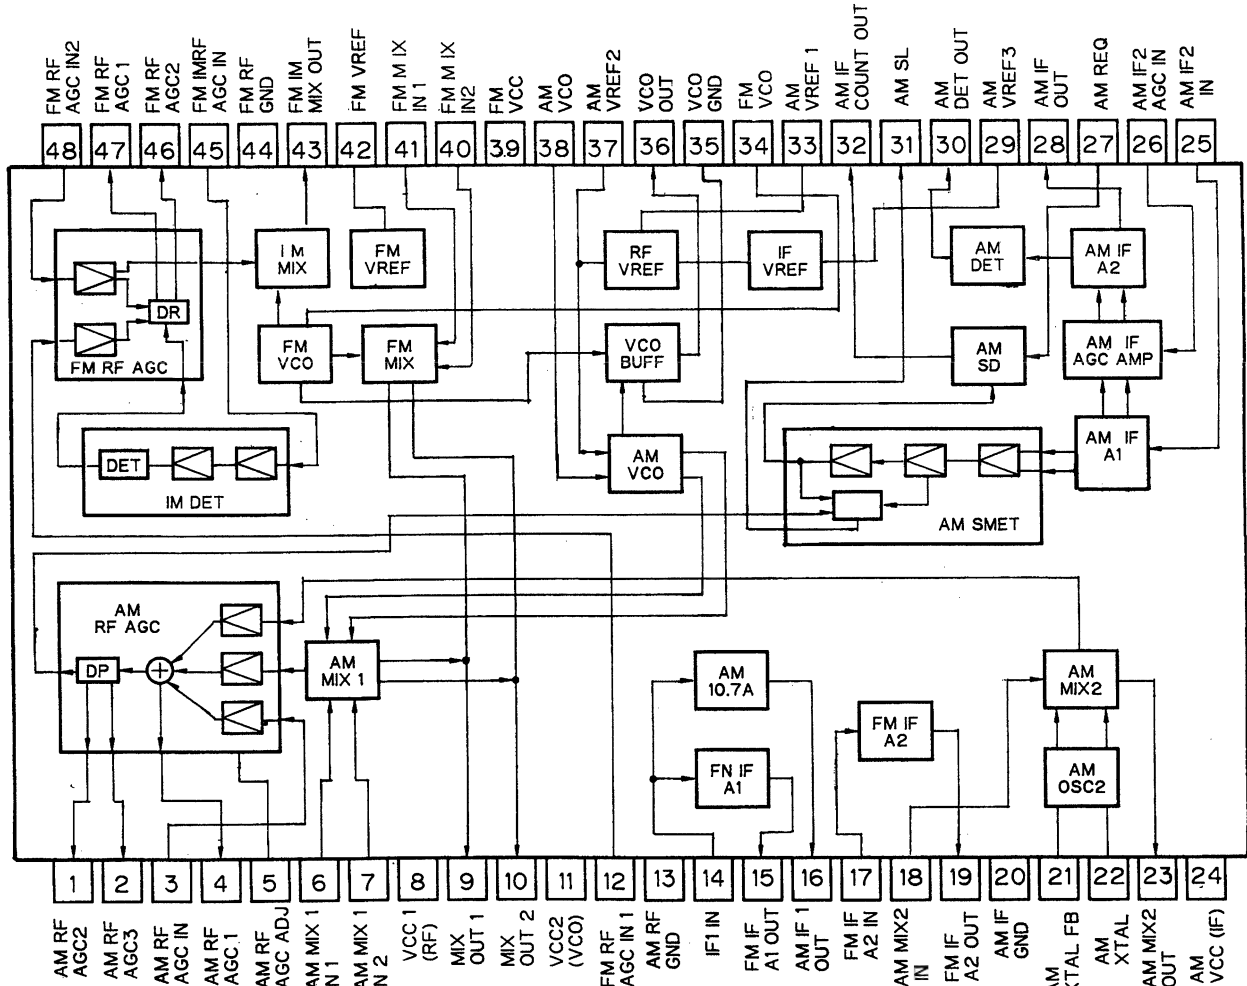 FM RF
AGC IN2
FM RF
AGC 1
FM RF
AGC2
FM IMRF
AGC IN
FM RF
GND
FM IM
MIX OUT
FM VREF
FM M IX
IN 1
FM M IX
IN2
FM
VCC
AM
VCO
AM
VREF2
VCO
OUT
VCO
GND
FM
VCO
AM
VREF 1
AM IF
COUNT OUT
AM SL
AM
DET OUT
AM
VREF3
AM IF
OUT
AM REQ
AM IF2
AGC IN
AM IF2
IN
48
47
46
45
44
43
42
41
40
39
38
37
36
35
34
33
32
31
30
29
28
27
26
25
I M
MIX
FM
VREF
RF
VREF
IF
VREF
AM
DET
AM IF
A2
DR
FM RF AGC
FM
VCO
FM
MIX
VCO
BUFF
AM
SD
AM IF
AGC AMP
DET
IM DET
AM
VCO
AM IF
A1
AM SMET
AM
RF AGC
DP
+
AM
MIX 1
AM
10.7A
FN IF
A1
FM IF
A2
AM
MIX2
AM
OSC2
1
2
3
4
5
6
7
8
9
10
11
12
13
14
15
16
17
18
19
20
21
22
23
24
AM RF
AGC2
AM RF
AGC3
AM RF
AGC IN
AM RF
AGC 1
AM RF
AGC ADJ
AM MIX 1
IN 1
AM MIX 1
IN 2
VCC 1
(RF)
MIX
OUT 1
MIX
OUT 2
VCC2
(VCO)
FM RF
AGC IN 1
AM RF
GND
IF1 IN
FM IF
A1 OUT
AM IF 1
OUT
FM IF
A2 IN
AM MIX2
IN
FM IF
A2 OUT
AM IF
GND
AM
XTAL FB
AM
XTAL
AM MIX2
OUT
AM
VCC (IF)